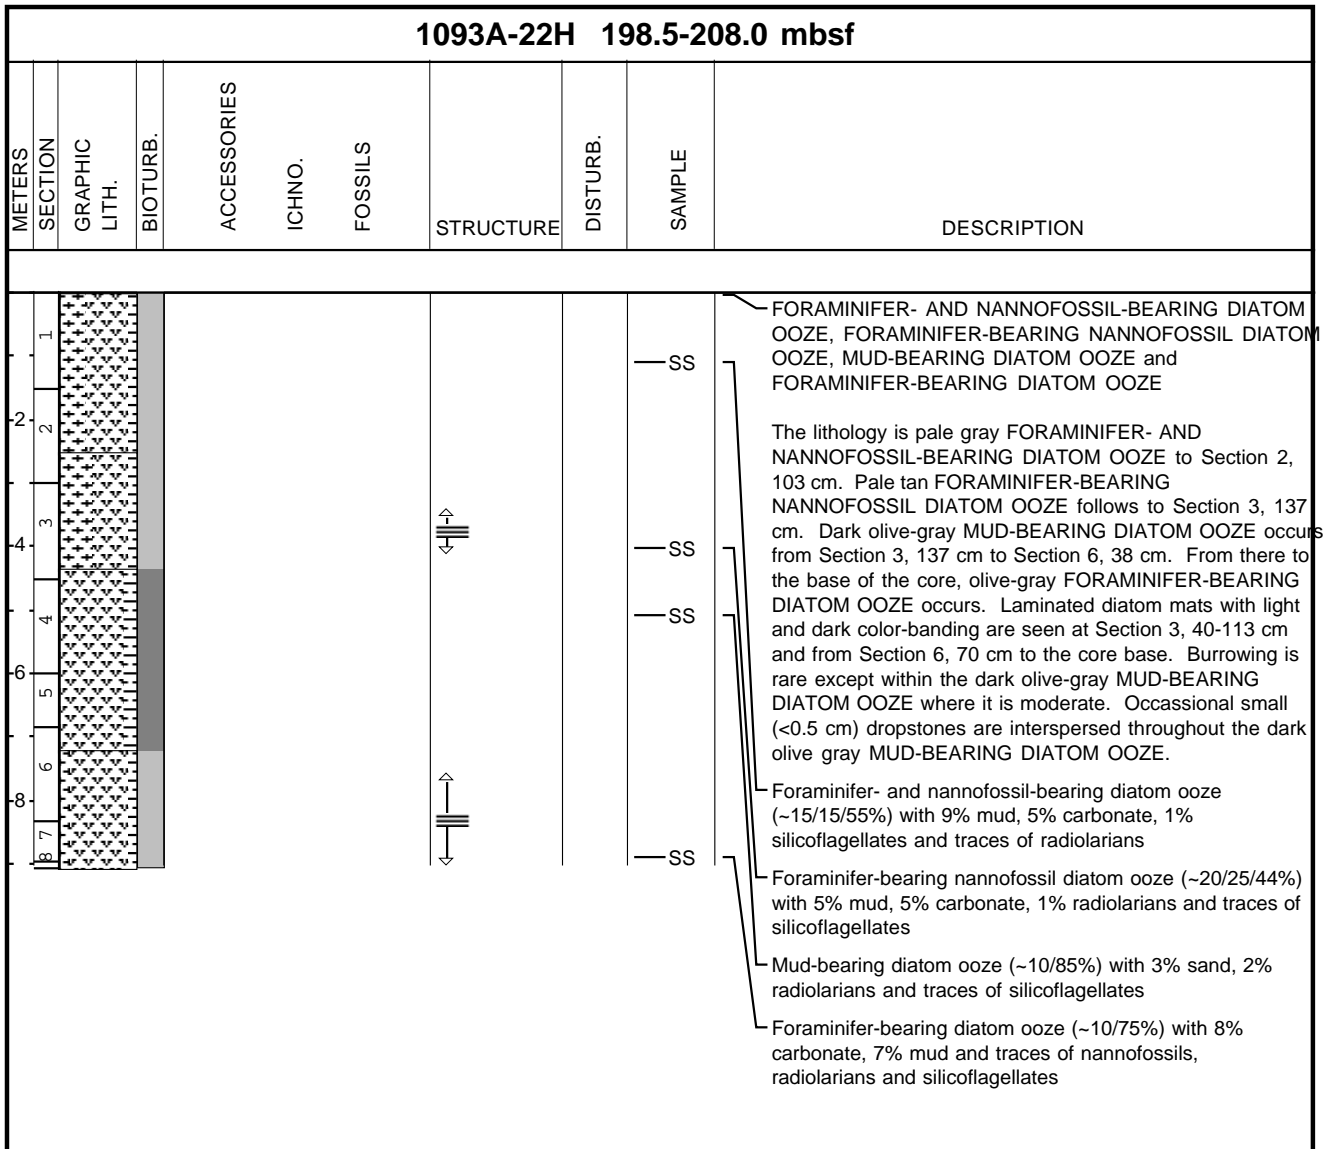 1093A-22H 198.5-208.0 mbsf
METERS
SECTION
GRAPHIC
LITH.
BIOTURB.
ACCESSORIES
ICHNO.
FOSSILS
STRUCTURE
DISTURB.
SAMPLE
DESCRIPTION
1
2
3
4
5
6
7
8
2
4
6
8
SS
SS
SS
SS
FORAMINIFER- AND NANNOFOSSIL-BEARING DIATOM
OOZE, FORAMINIFER-BEARING NANNOFOSSIL DIATOM
OOZE, MUD-BEARING DIATOM OOZE and
FORAMINIFER-BEARING DIATOM OOZE
The lithology is pale gray FORAMINIFER- AND
NANNOFOSSIL-BEARING DIATOM OOZE to Section 2,
103 cm. Pale tan FORAMINIFER-BEARING
NANNOFOSSIL DIATOM OOZE follows to Section 3, 137
cm. Dark olive-gray MUD-BEARING DIATOM OOZE occurs
from Section 3, 137 cm to Section 6, 38 cm. From there to
the base of the core, olive-gray FORAMINIFER-BEARING
DIATOM OOZE occurs. Laminated diatom mats with light
and dark color-banding are seen at Section 3, 40-113 cm
and from Section 6, 70 cm to the core base. Burrowing is
rare except within the dark olive-gray MUD-BEARING
DIATOM OOZE where it is moderate. Occassional small
(<0.5 cm) dropstones are interspersed throughout the dark
olive gray MUD-BEARING DIATOM OOZE.
Foraminifer- and nannofossil-bearing diatom ooze
(~15/15/55%) with 9% mud, 5% carbonate, 1%
silicoflagellates and traces of radiolarians
Foraminifer-bearing nannofossil diatom ooze (~20/25/44%)
with 5% mud, 5% carbonate, 1% radiolarians and traces of
silicoflagellates
Mud-bearing diatom ooze (~10/85%) with 3% sand, 2%
radiolarians and traces of silicoflagellates
Foraminifer-bearing diatom ooze (~10/75%) with 8%
carbonate, 7% mud and traces of nannofossils,
radiolarians and silicoflagellates